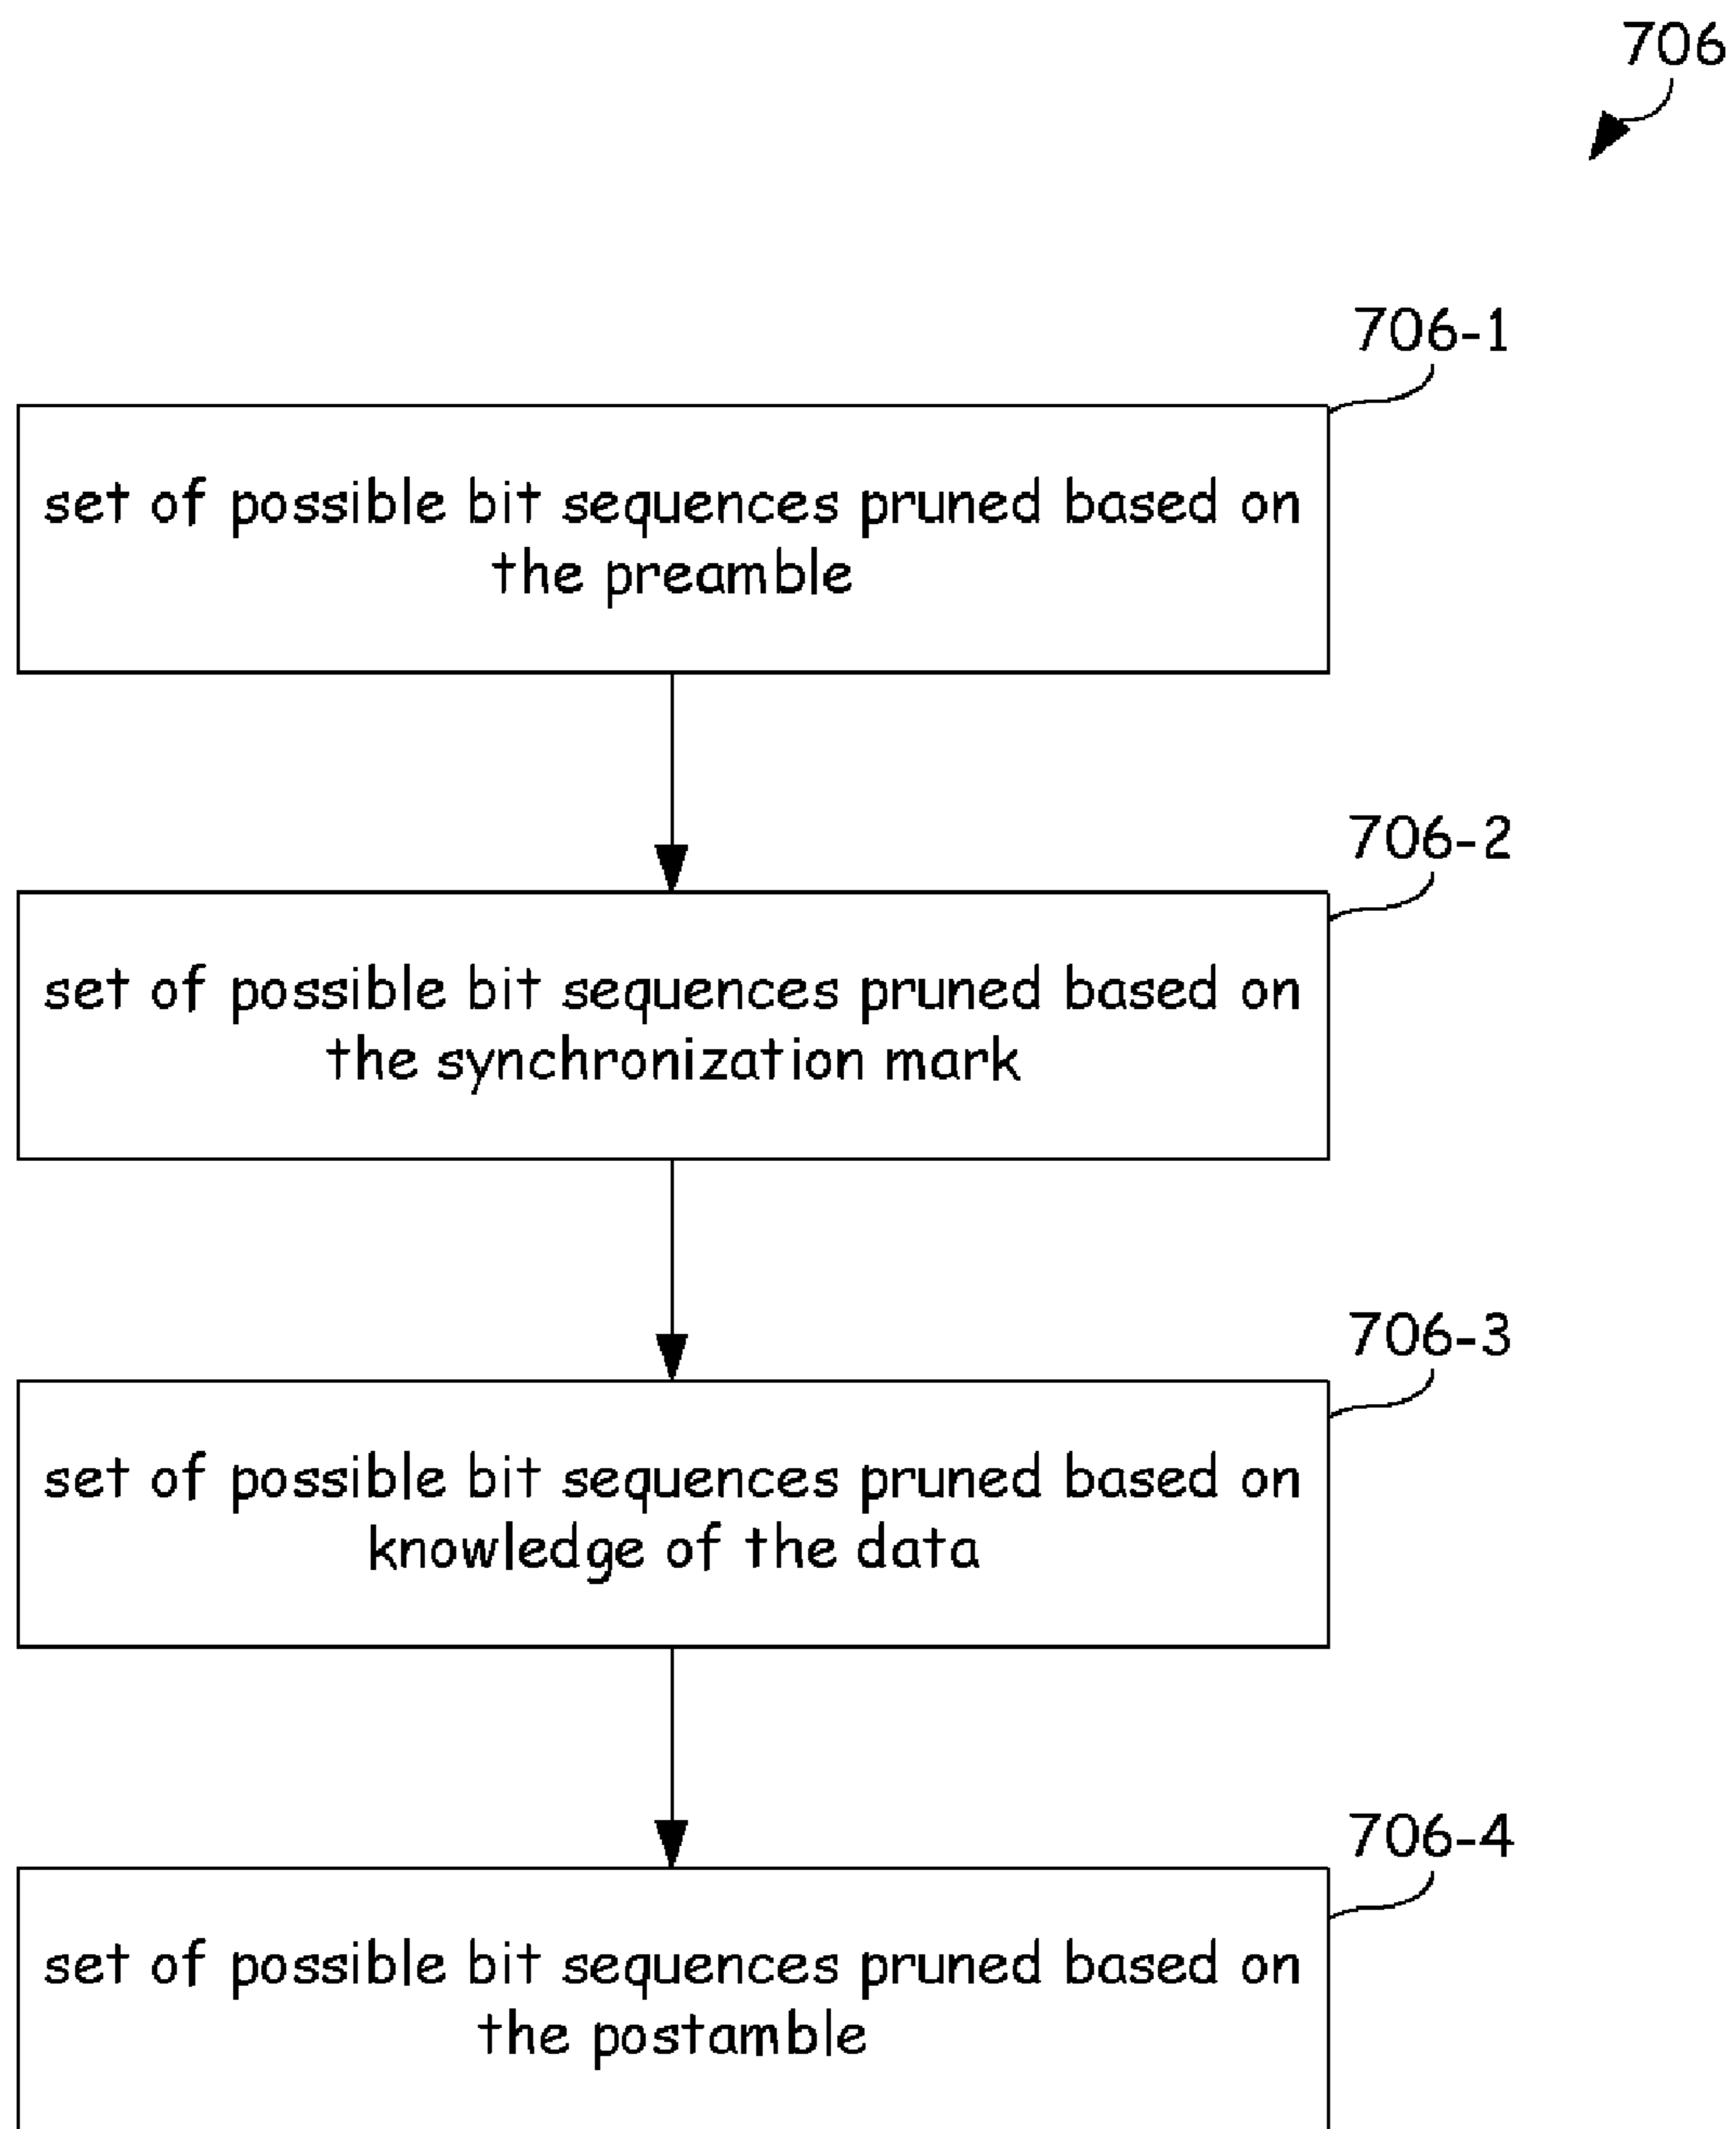 706
706-1
set of possible bit sequences pruned based on
the preamble
706-2
set of possible bit sequences pruned based on
the synchronization mark
706-3
set of possible bit sequences pruned based on
knowledge of the data
706-4
set of possible bit sequences pruned based on
the postamble